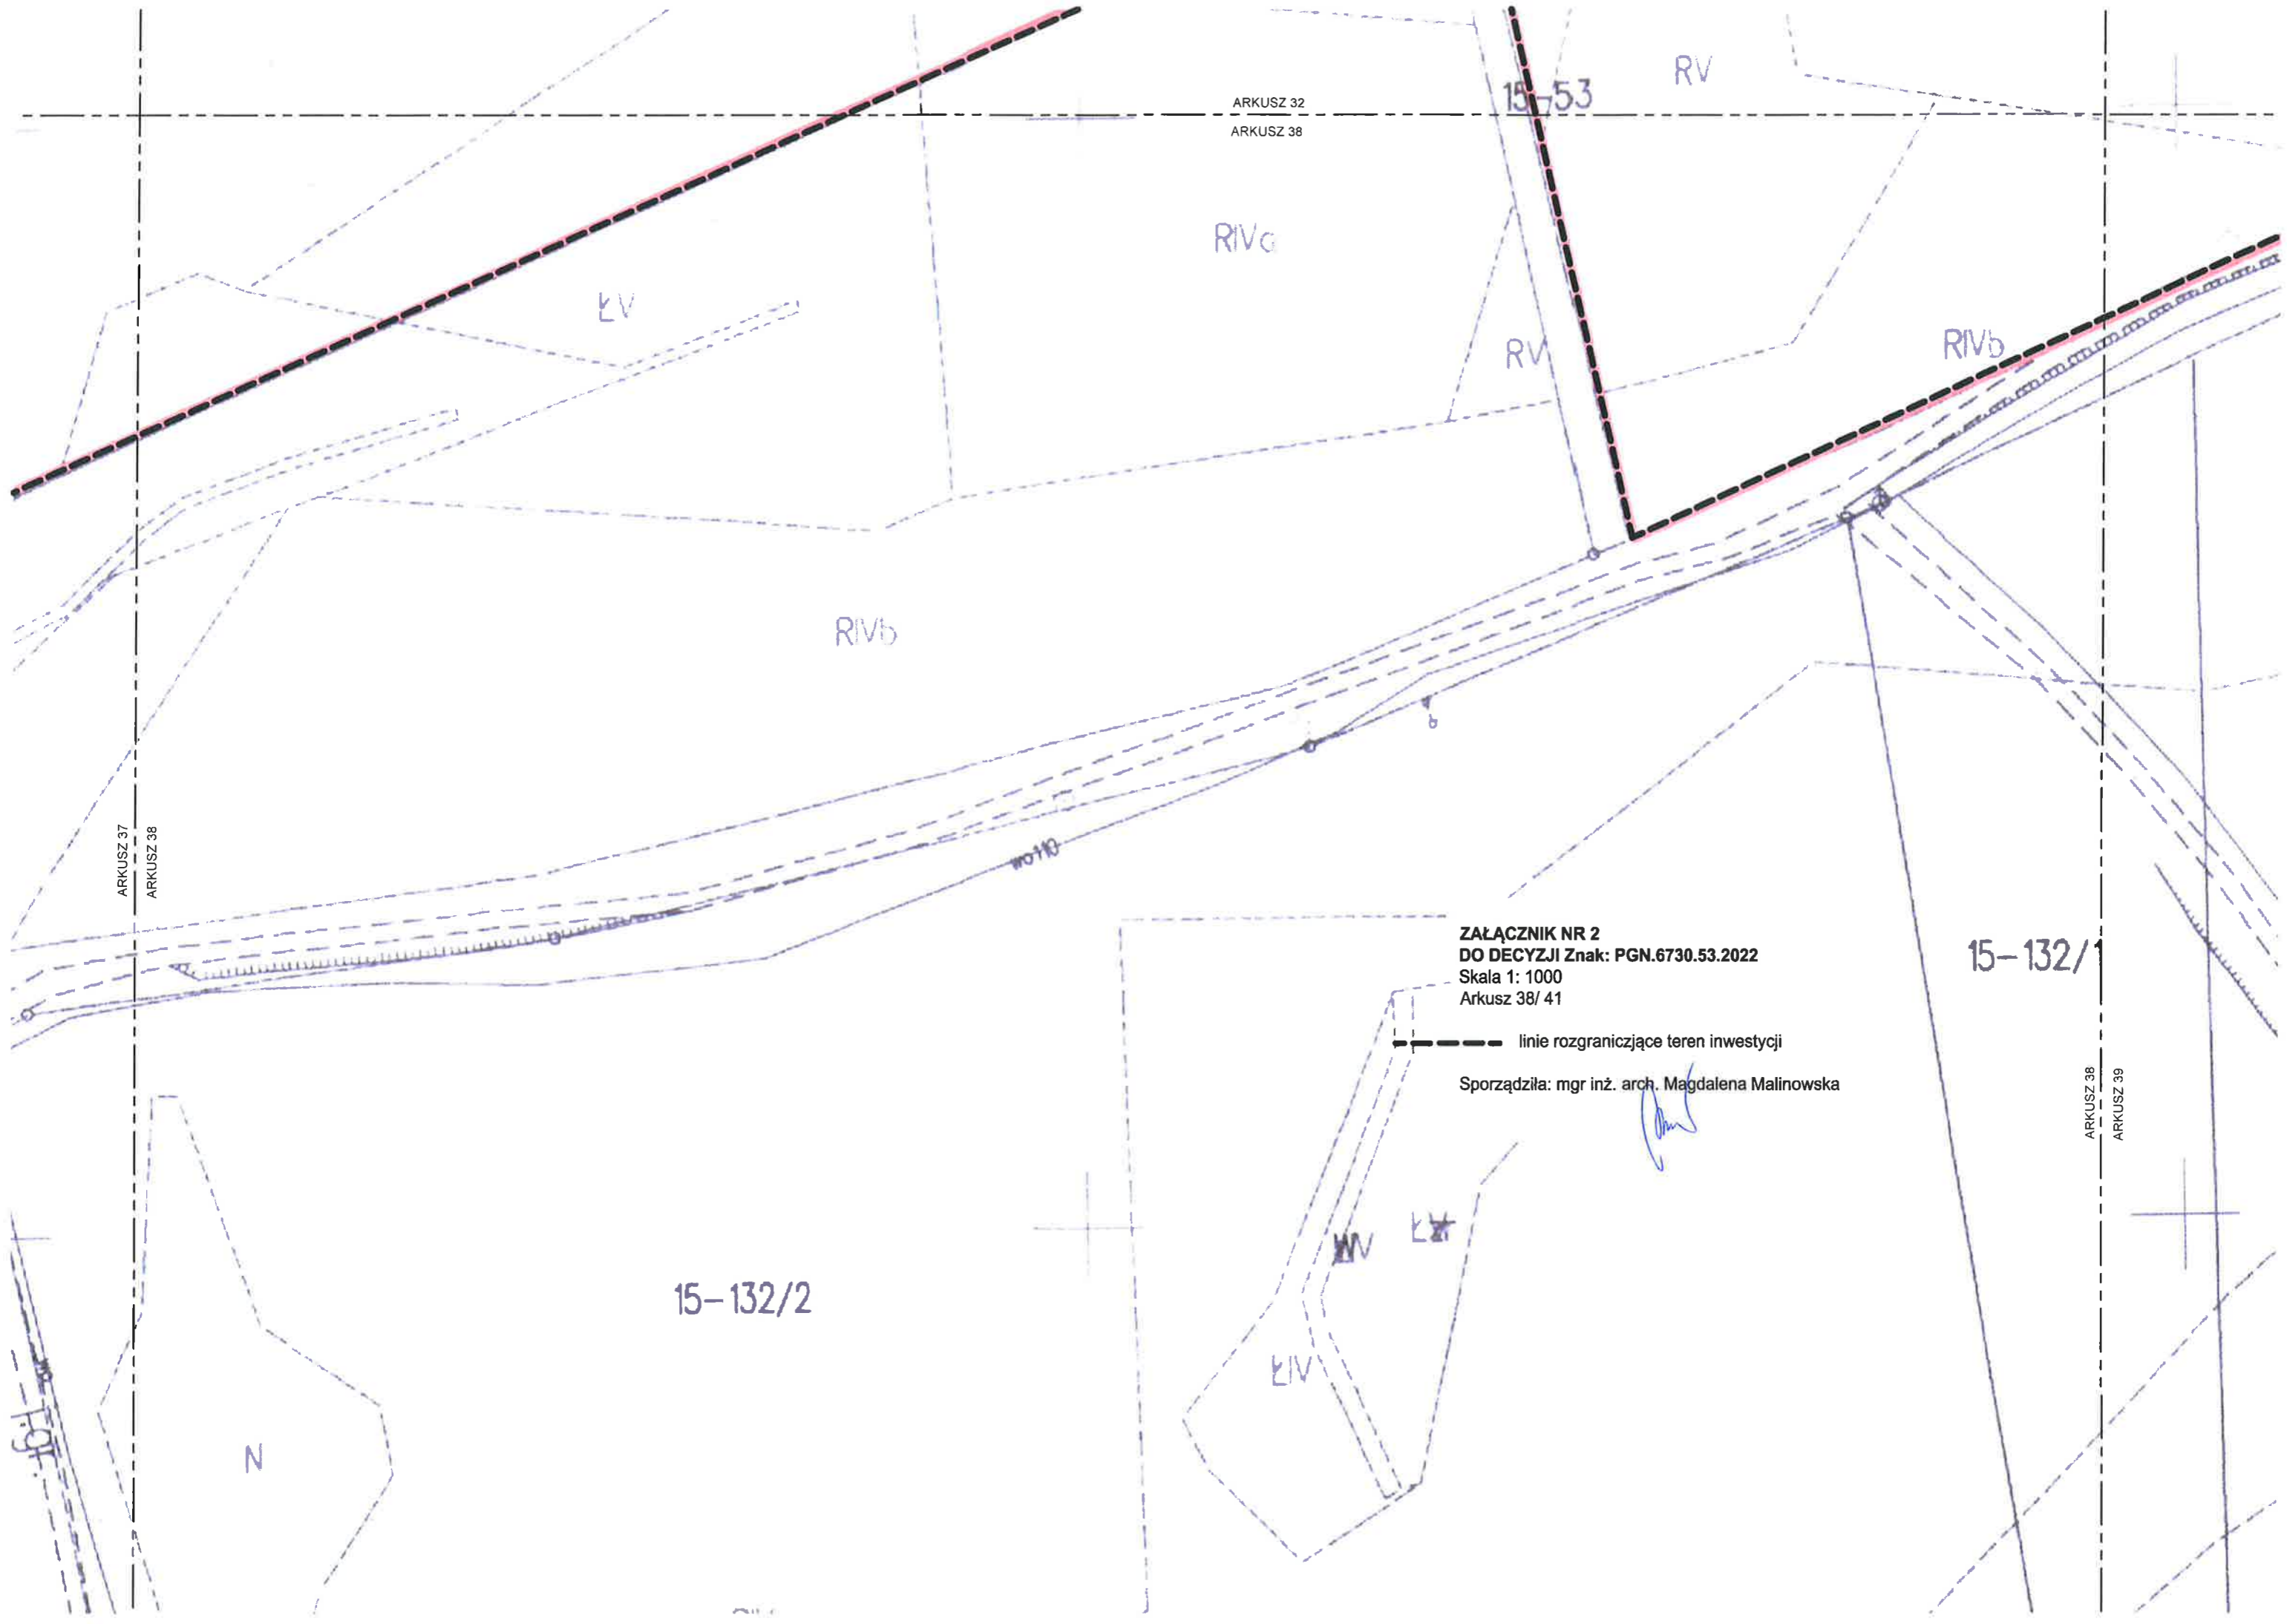 RV
15-53
ARKUSZ 32
ARKUSZ 38
RIVa
ŁV
RV
RIVb
RIVb
ARKUSZ 37
ARKUSZ 38
wo110
ZAŁĄCZNIK NR 2
DO DECYZJI Znak: PGN.6730.53.2022
Skala 1: 1000
Arkusz 38/ 41
linie rozgraniczjące teren inwestycji
Sporządziła: mgr inż. arch. Magdalena Malinowska
15-132/1
ARKUSZ 38
ARKUSZ 39
15-132/2
ŁIV
N